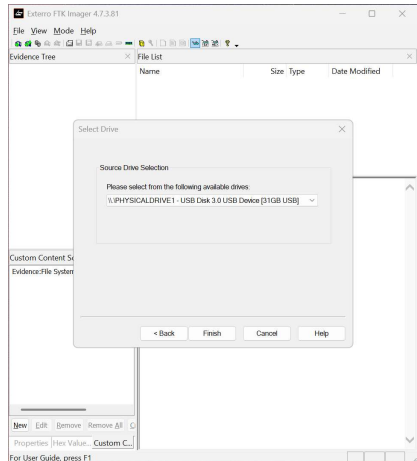 Exterro FTK Imager 4.7.3.81
File View Mode Help
Evidence Tree
File List
Name Size Type Date Modified
Select Drive
Source Drive Selection
Please select from the following available drives:
\\.\PHYSICALDRIVE1 - USB Disk 3.0 USB Device [31GB USB]
< Back Finish Cancel Help
Custom Content So
Evidence:File System
New Edit Remove Remove All
Properties Hex Value... Custom C...
For User Guide, press F1